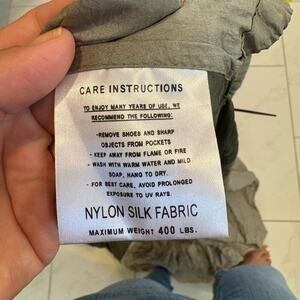 CARE INSTRUCTIONS
TO ENJOY MANY YEARS OF USE, WE
RECOMMEND THE FOLLOWING:
-REMOVE SHOES AND SHARP
OBJECTS FROM POCKETS
- KEEP AWAY FROM FLAME OR FIRE
- WASH WITH WARM WATER AND MILD
SOAP, HANG TO DRY.
- FOR BEST CARE, AVOID PROLONGED
EXPOSURE TO UV RAYS.
NYLON SILK FABRIC
MAXIMUM WEIGHT 400 LBS.